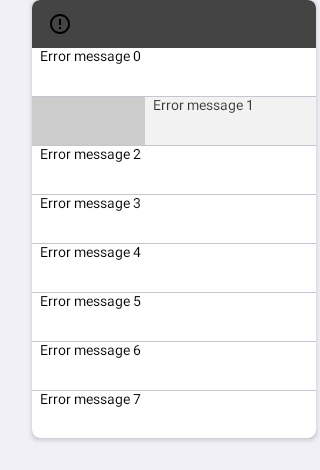 Error message 0
Error message 1
Error message 2
Error message 3
Error message 4
Error message 5
Error message 6
Error message 7